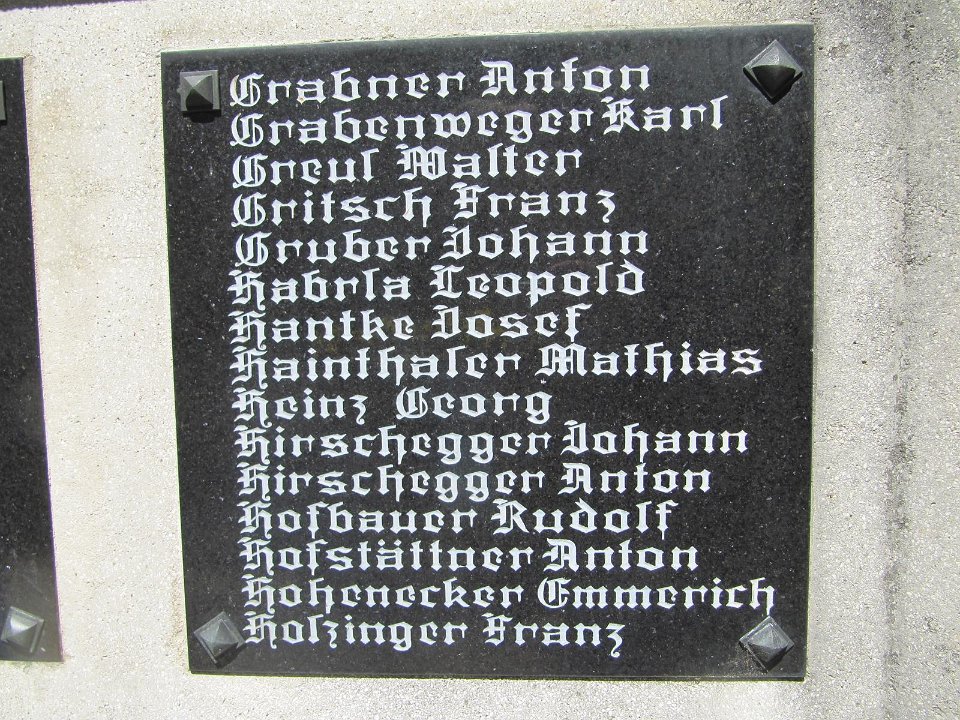 Grabner Anton
Grabenweger Karl
Greul Walter
Gritsch Franz
Gruber Johann
Habrla Leopold
Hantke Josef
Hainthaler Mathias
Heinz Georg
Hirschegger Johann
Hirschegger Anton
Hofbauer Rudolf
Hofstättner Anton
Hohenecker Emmerich
Holzinger Franz